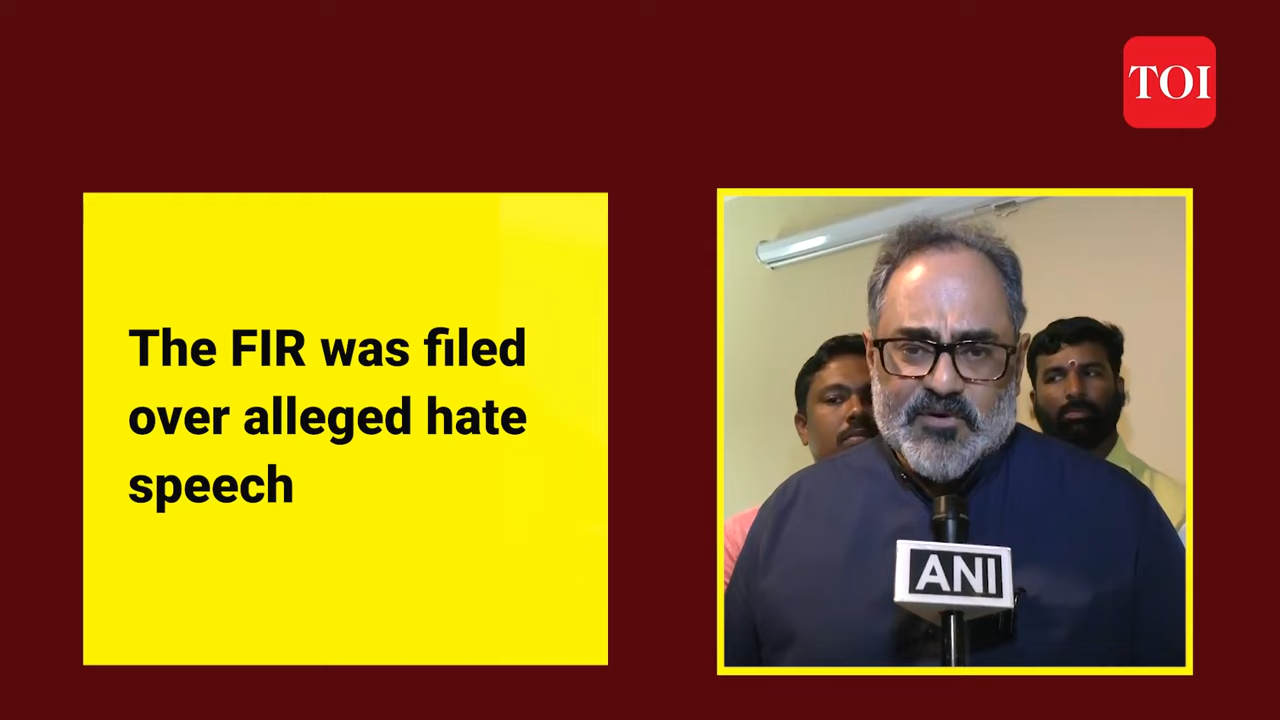 TOI
The FIR was filed
over alleged hate
speech
ANI